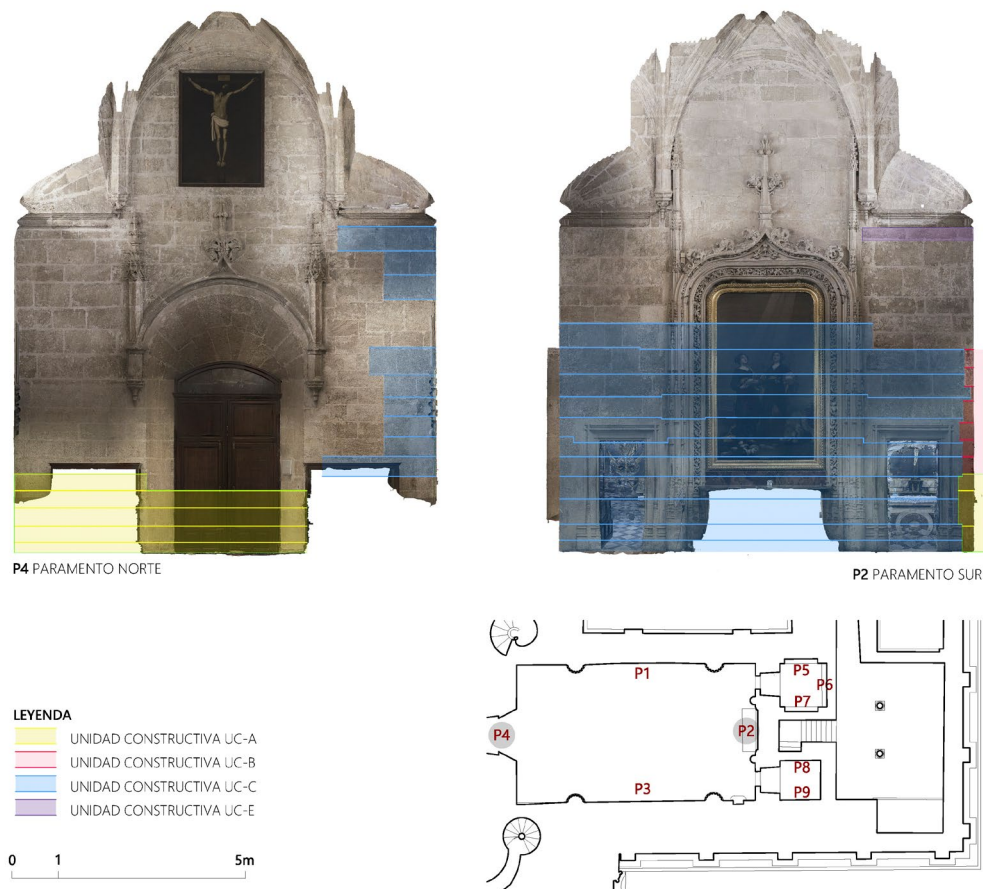 P4 PARAMENTO NORTE
P2 PARAMENTO SUR
LEYENDA
UNIDAD CONSTRUCTIVA UC-A
UNIDAD CONSTRUCTIVA UC-B
UNIDAD CONSTRUCTIVA UC-C
UNIDAD CONSTRUCTIVA UC-E
0 1 5m
P1
P5
P6
P7
P4
P2
P8
P3
P9